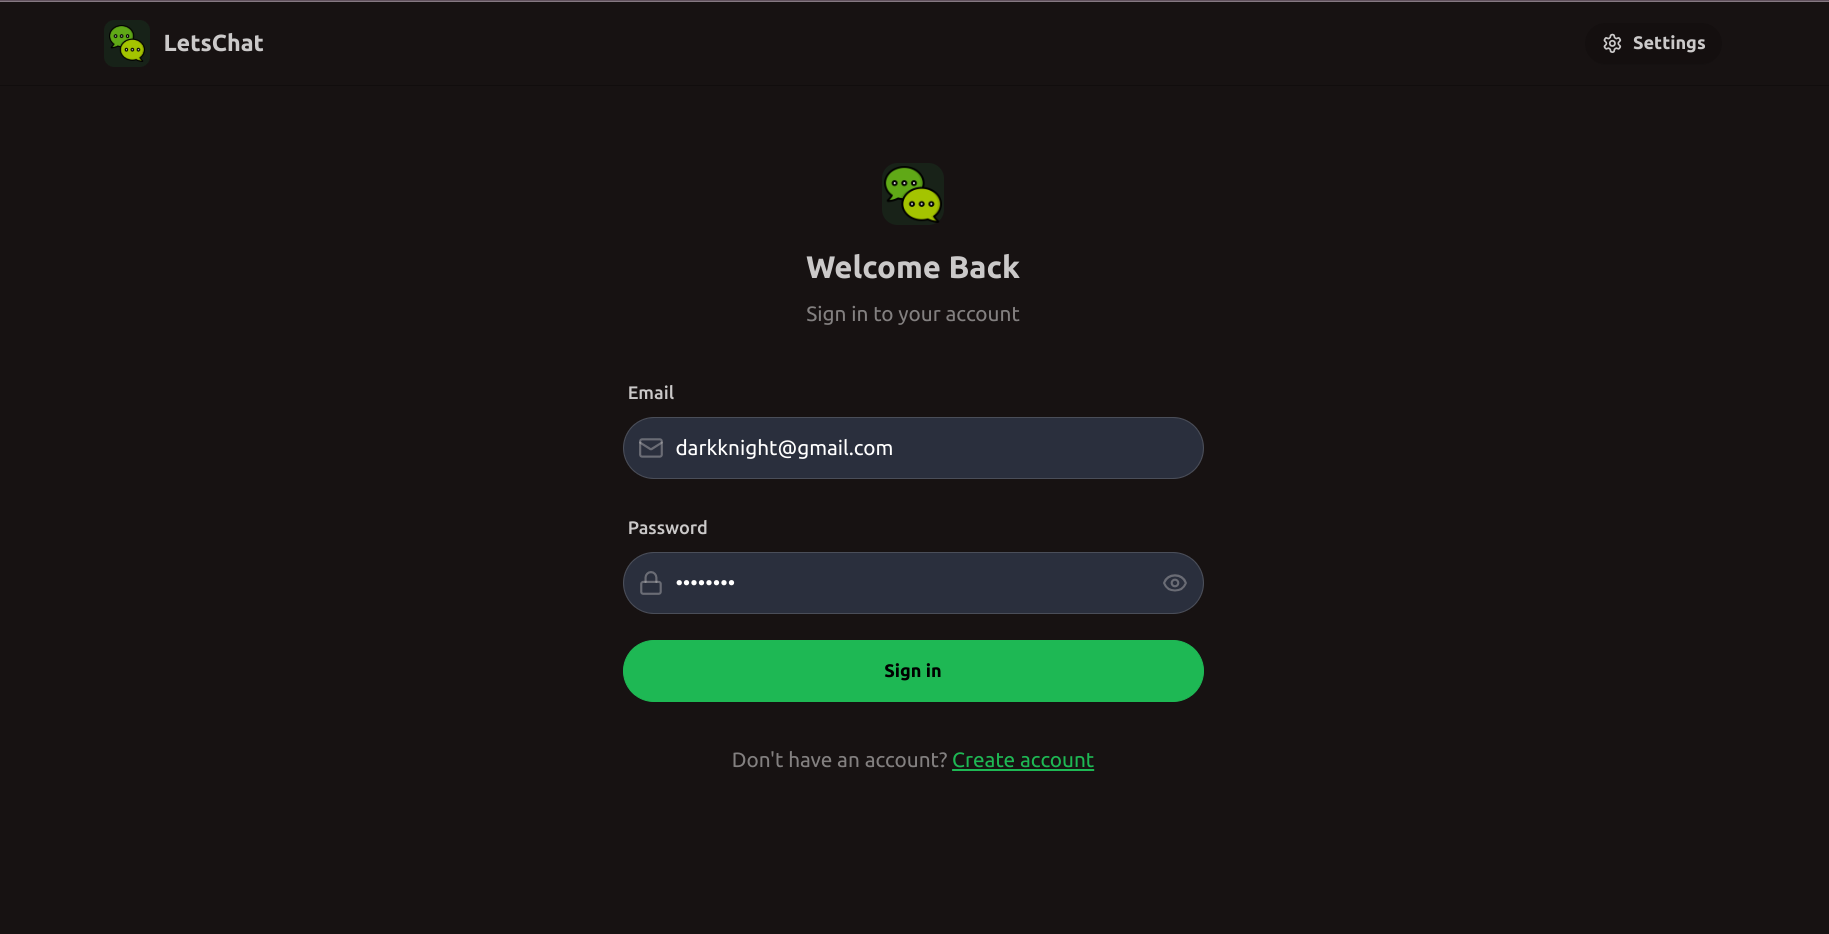 LetsChat
Settings
Welcome Back
Sign in to your account
Email
darkknight@gmail.com
Password
••••••••
Sign in
Don't have an account? Create account